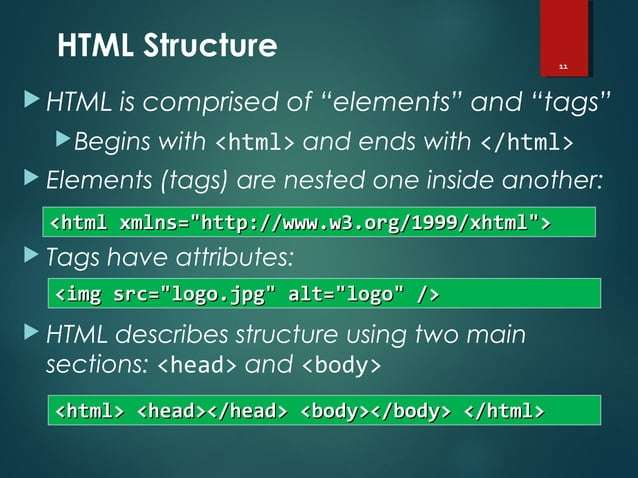 HTML Structure
11
HTML is comprised of “elements” and “tags”
Begins with <html> and ends with </html>
Elements (tags) are nested one inside another:
<html xmlns="http://www.w3.org/1999/xhtml">
Tags have attributes:
<img src="logo.jpg" alt="logo" />
HTML describes structure using two main
sections: <head> and <body>
<html> <head></head> <body></body> </html>